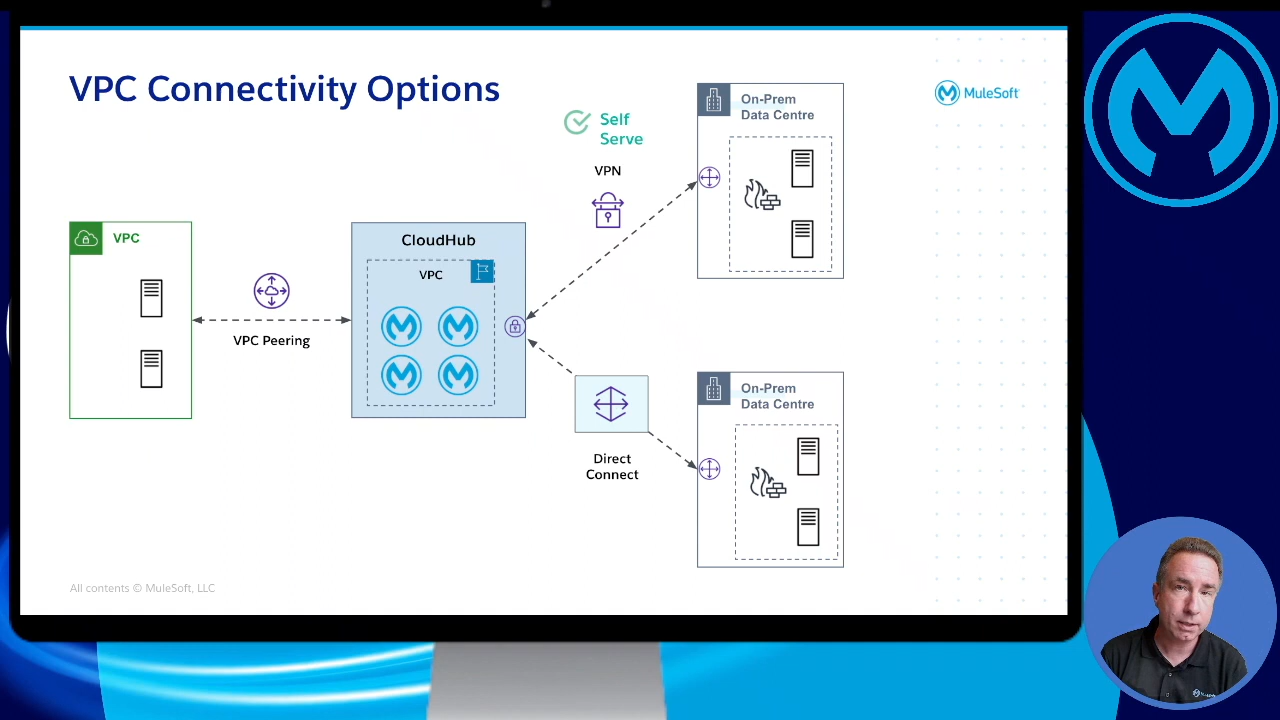 VPC Connectivity Options
MuleSoft
Self
Serve
VPN
On-Prem
Data Centre
VPC
VPC Peering
CloudHub
VPC
Direct
Connect
On-Prem
Data Centre
All contents © MuleSoft, LLC